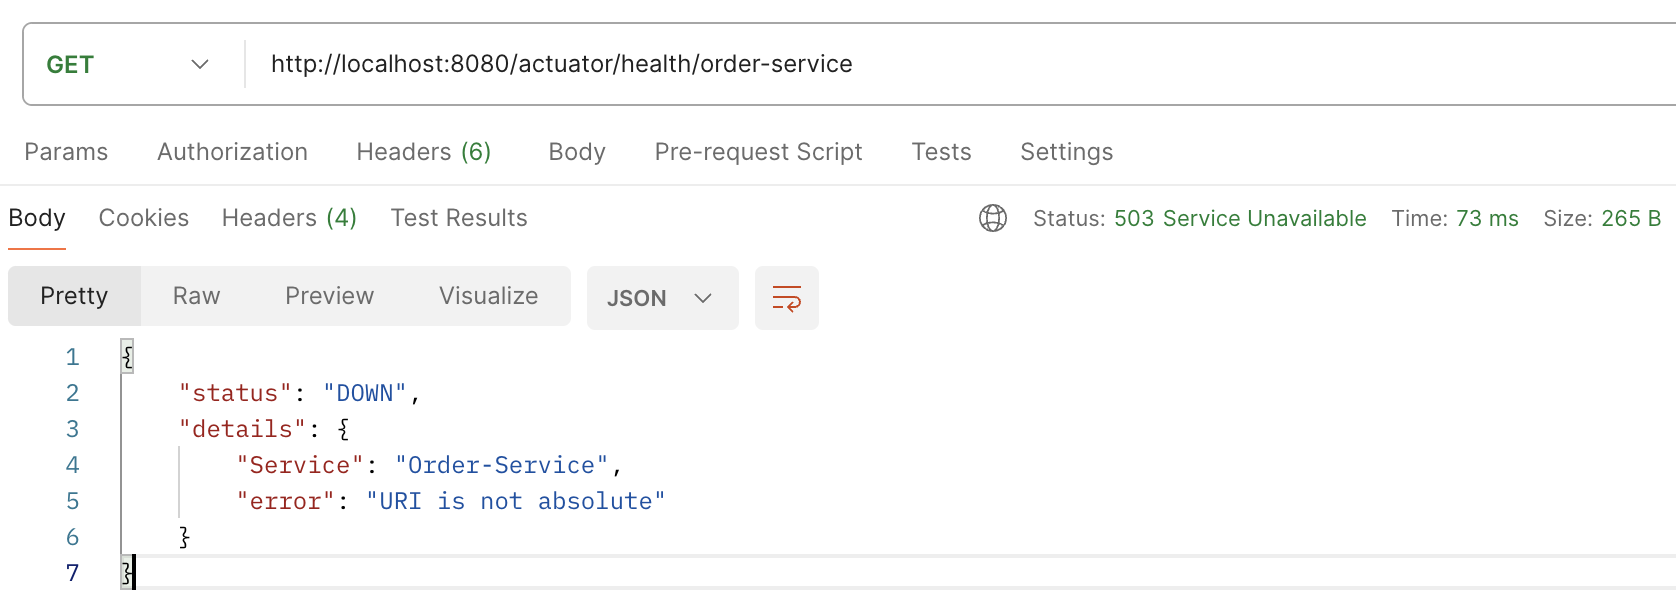 GET http://localhost:8080/actuator/health/order-service
Params Authorization Headers (6) Body Pre-request Script Tests Settings
Body Cookies Headers (4) Test Results Status: 503 Service Unavailable Time: 73 ms Size: 265 B
Pretty Raw Preview Visualize JSON
1 {
2 "status": "DOWN",
3 "details": {
4 "Service": "Order-Service",
5 "error": "URI is not absolute"
6 }
7 }